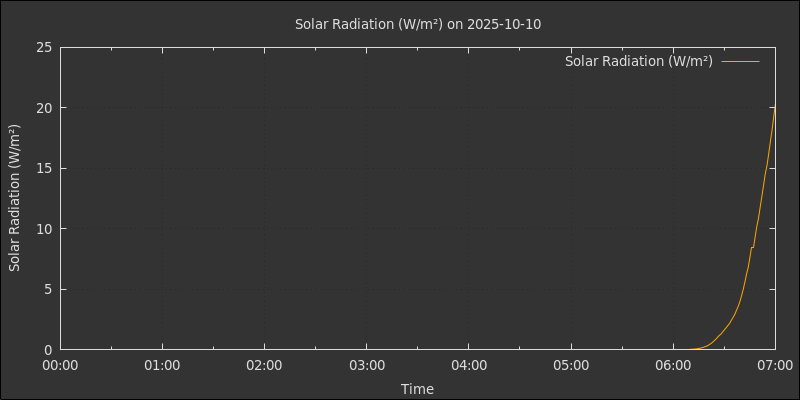 Solar Radiation (W/m²) on 2025-10-10
Solar Radiation (W/m²)
Solar Radiation (W/m²)
25
20
15
10
5
0
00:00 01:00 02:00 03:00 04:00 05:00 06:00 07:00
Time